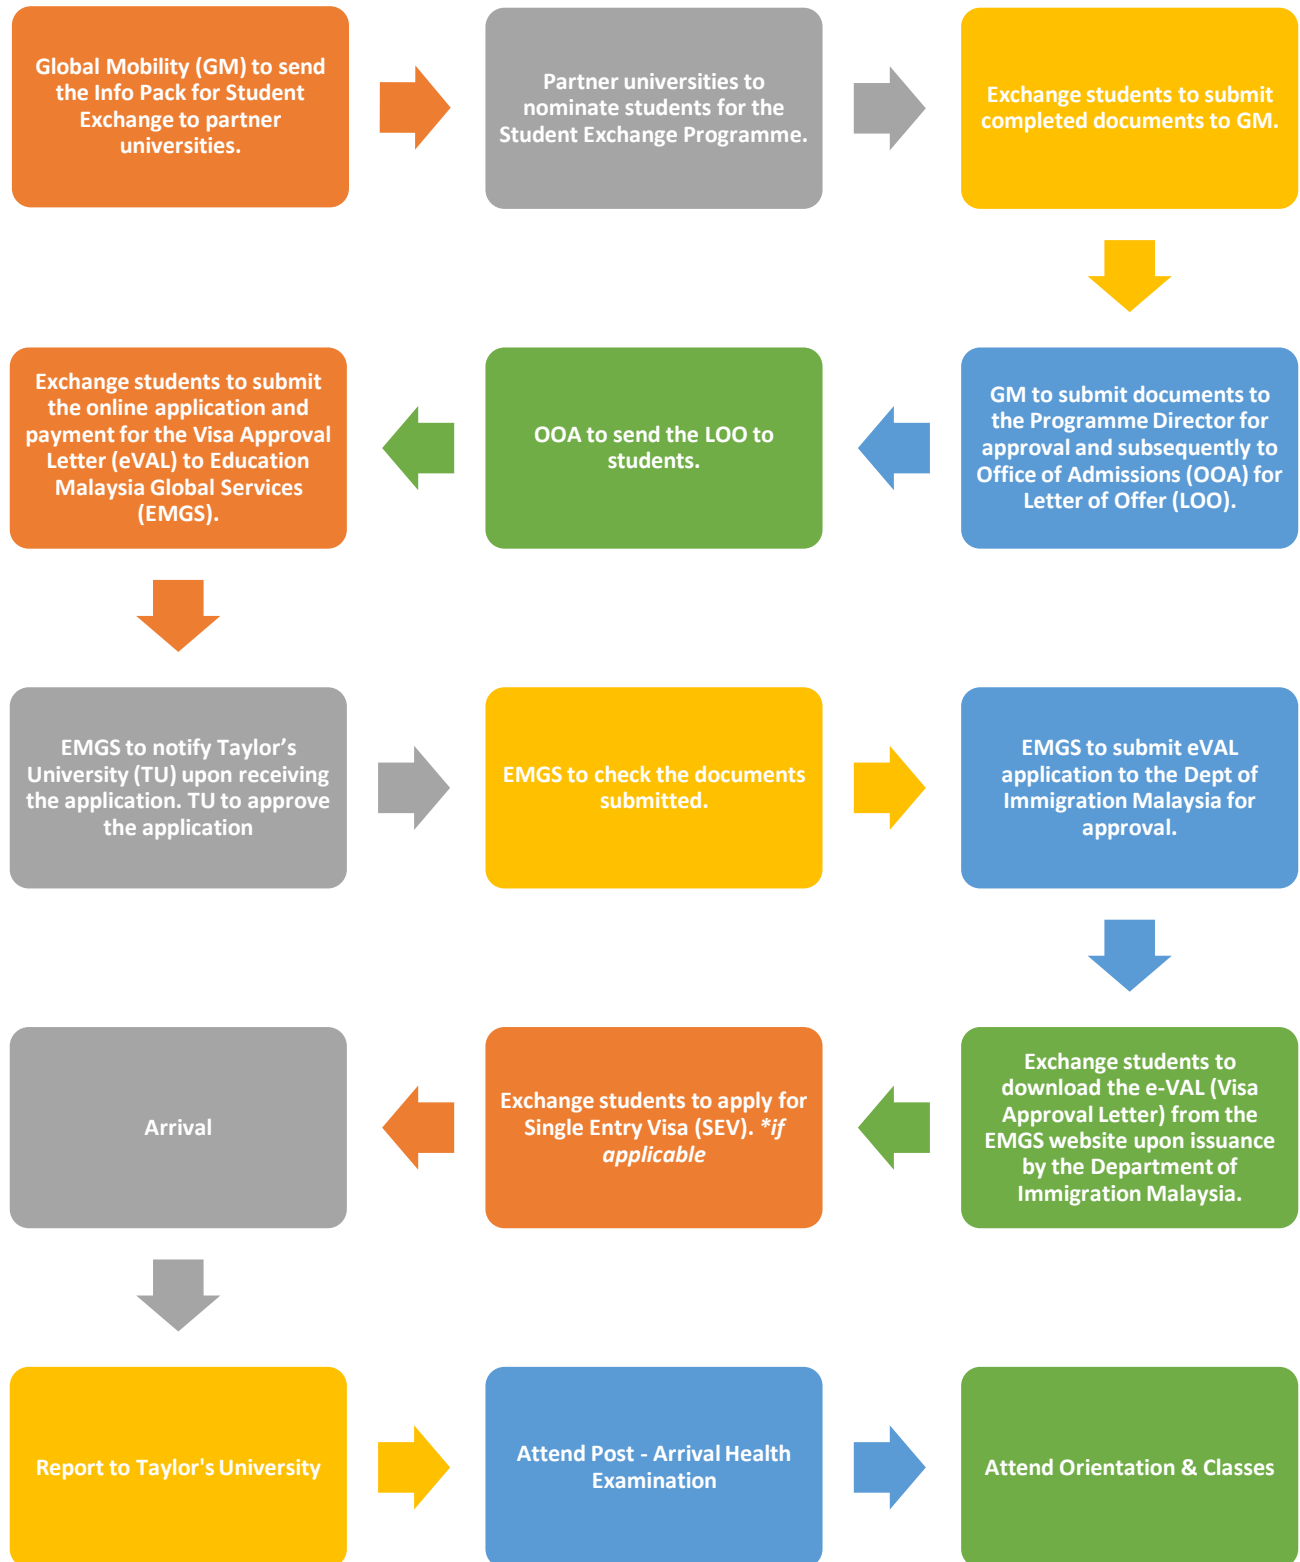 Global Mobility (GM) to send
the Info Pack for Student
Exchange to partner
universities.
Partner universities to
nominate students for the
Student Exchange Programme.
Exchange students to submit
completed documents to GM.
GM to submit documents to
the Programme Director for
approval and subsequently to
Office of Admissions (OOA) for
Letter of Offer (LOO).
OOA to send the LOO to
students.
Exchange students to submit
the online application and
payment for the Visa Approval
Letter (eVAL) to Education
Malaysia Global Services
(EMGS).
EMGS to notify Taylor’s
University (TU) upon receiving
the application. TU to approve
the application
EMGS to check the documents
submitted.
EMGS to submit eVAL
application to the Dept of
Immigration Malaysia for
approval.
Exchange students to
download the e-VAL (Visa
Approval Letter) from the
EMGS website upon issuance
by the Department of
Immigration Malaysia.
Exchange students to apply for
Single Entry Visa (SEV). *if
applicable
Arrival
Report to Taylor's University
Attend Post - Arrival Health
Examination
Attend Orientation & Classes